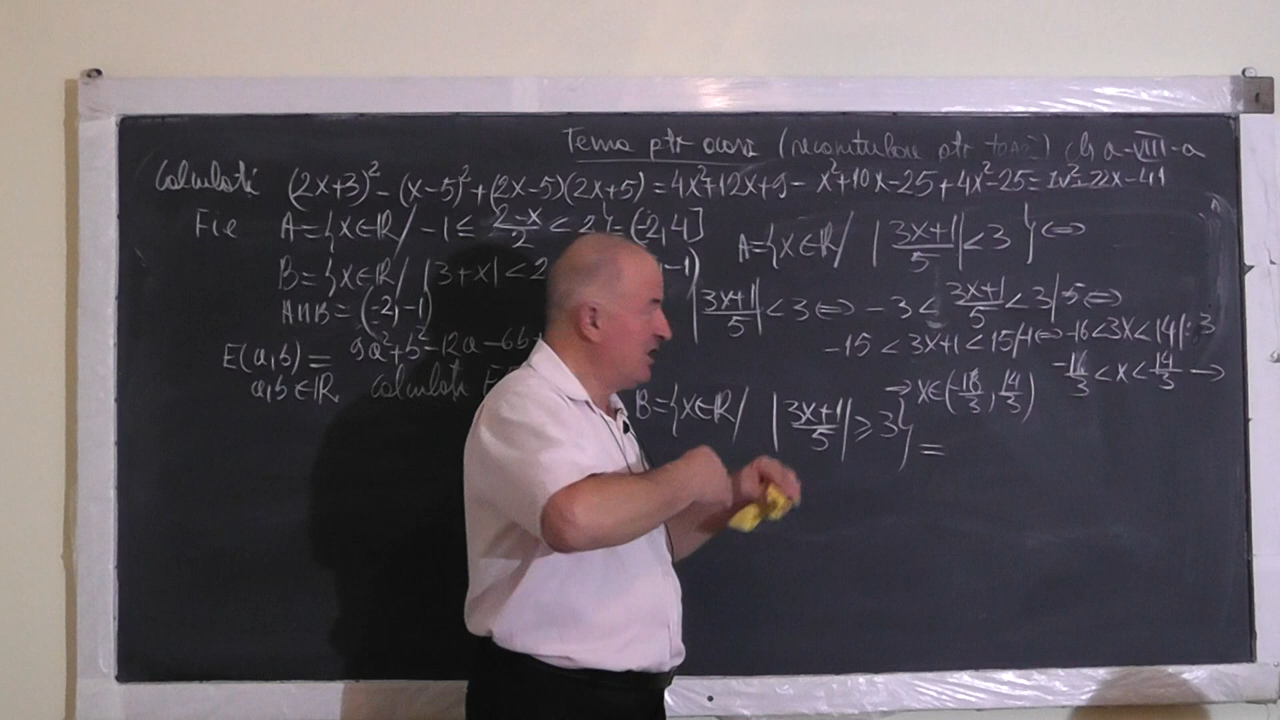 Tema ptr acasă (recapitulare ptr teză) cls a-VIII-a
Calculati (2x+3)² - (x-5)² + (2x-5)(2x+5) = 4x²+12x+9 - x²+10x-25+4x²-25 = 7x²+22x-41
Fie A={x∈ℝ/ -1 ≤ (2-x)/2 < 2} = (-2,4]
B={x∈ℝ/ |3+x| < 2 -1)
A∩B = (-2,-1)
E(a,b) = 9a²+b²-12a-6b+
a,b∈ℝ calculati E
A={x∈ℝ/ |(3x+1)/5| < 3} ⇔
|(3x+1)/5| < 3 ⇔ -3 < (3x+1)/5 < 3 |·5 ⇔
-15 < 3x+1 < 15 |-1 ⇔ -16 < 3x < 14 |:3
-16/3 < x < 14/3 →
⇒ x∈(-16/3, 14/3)
B={x∈ℝ/ |(3x+1)/5| ≥ 3} =